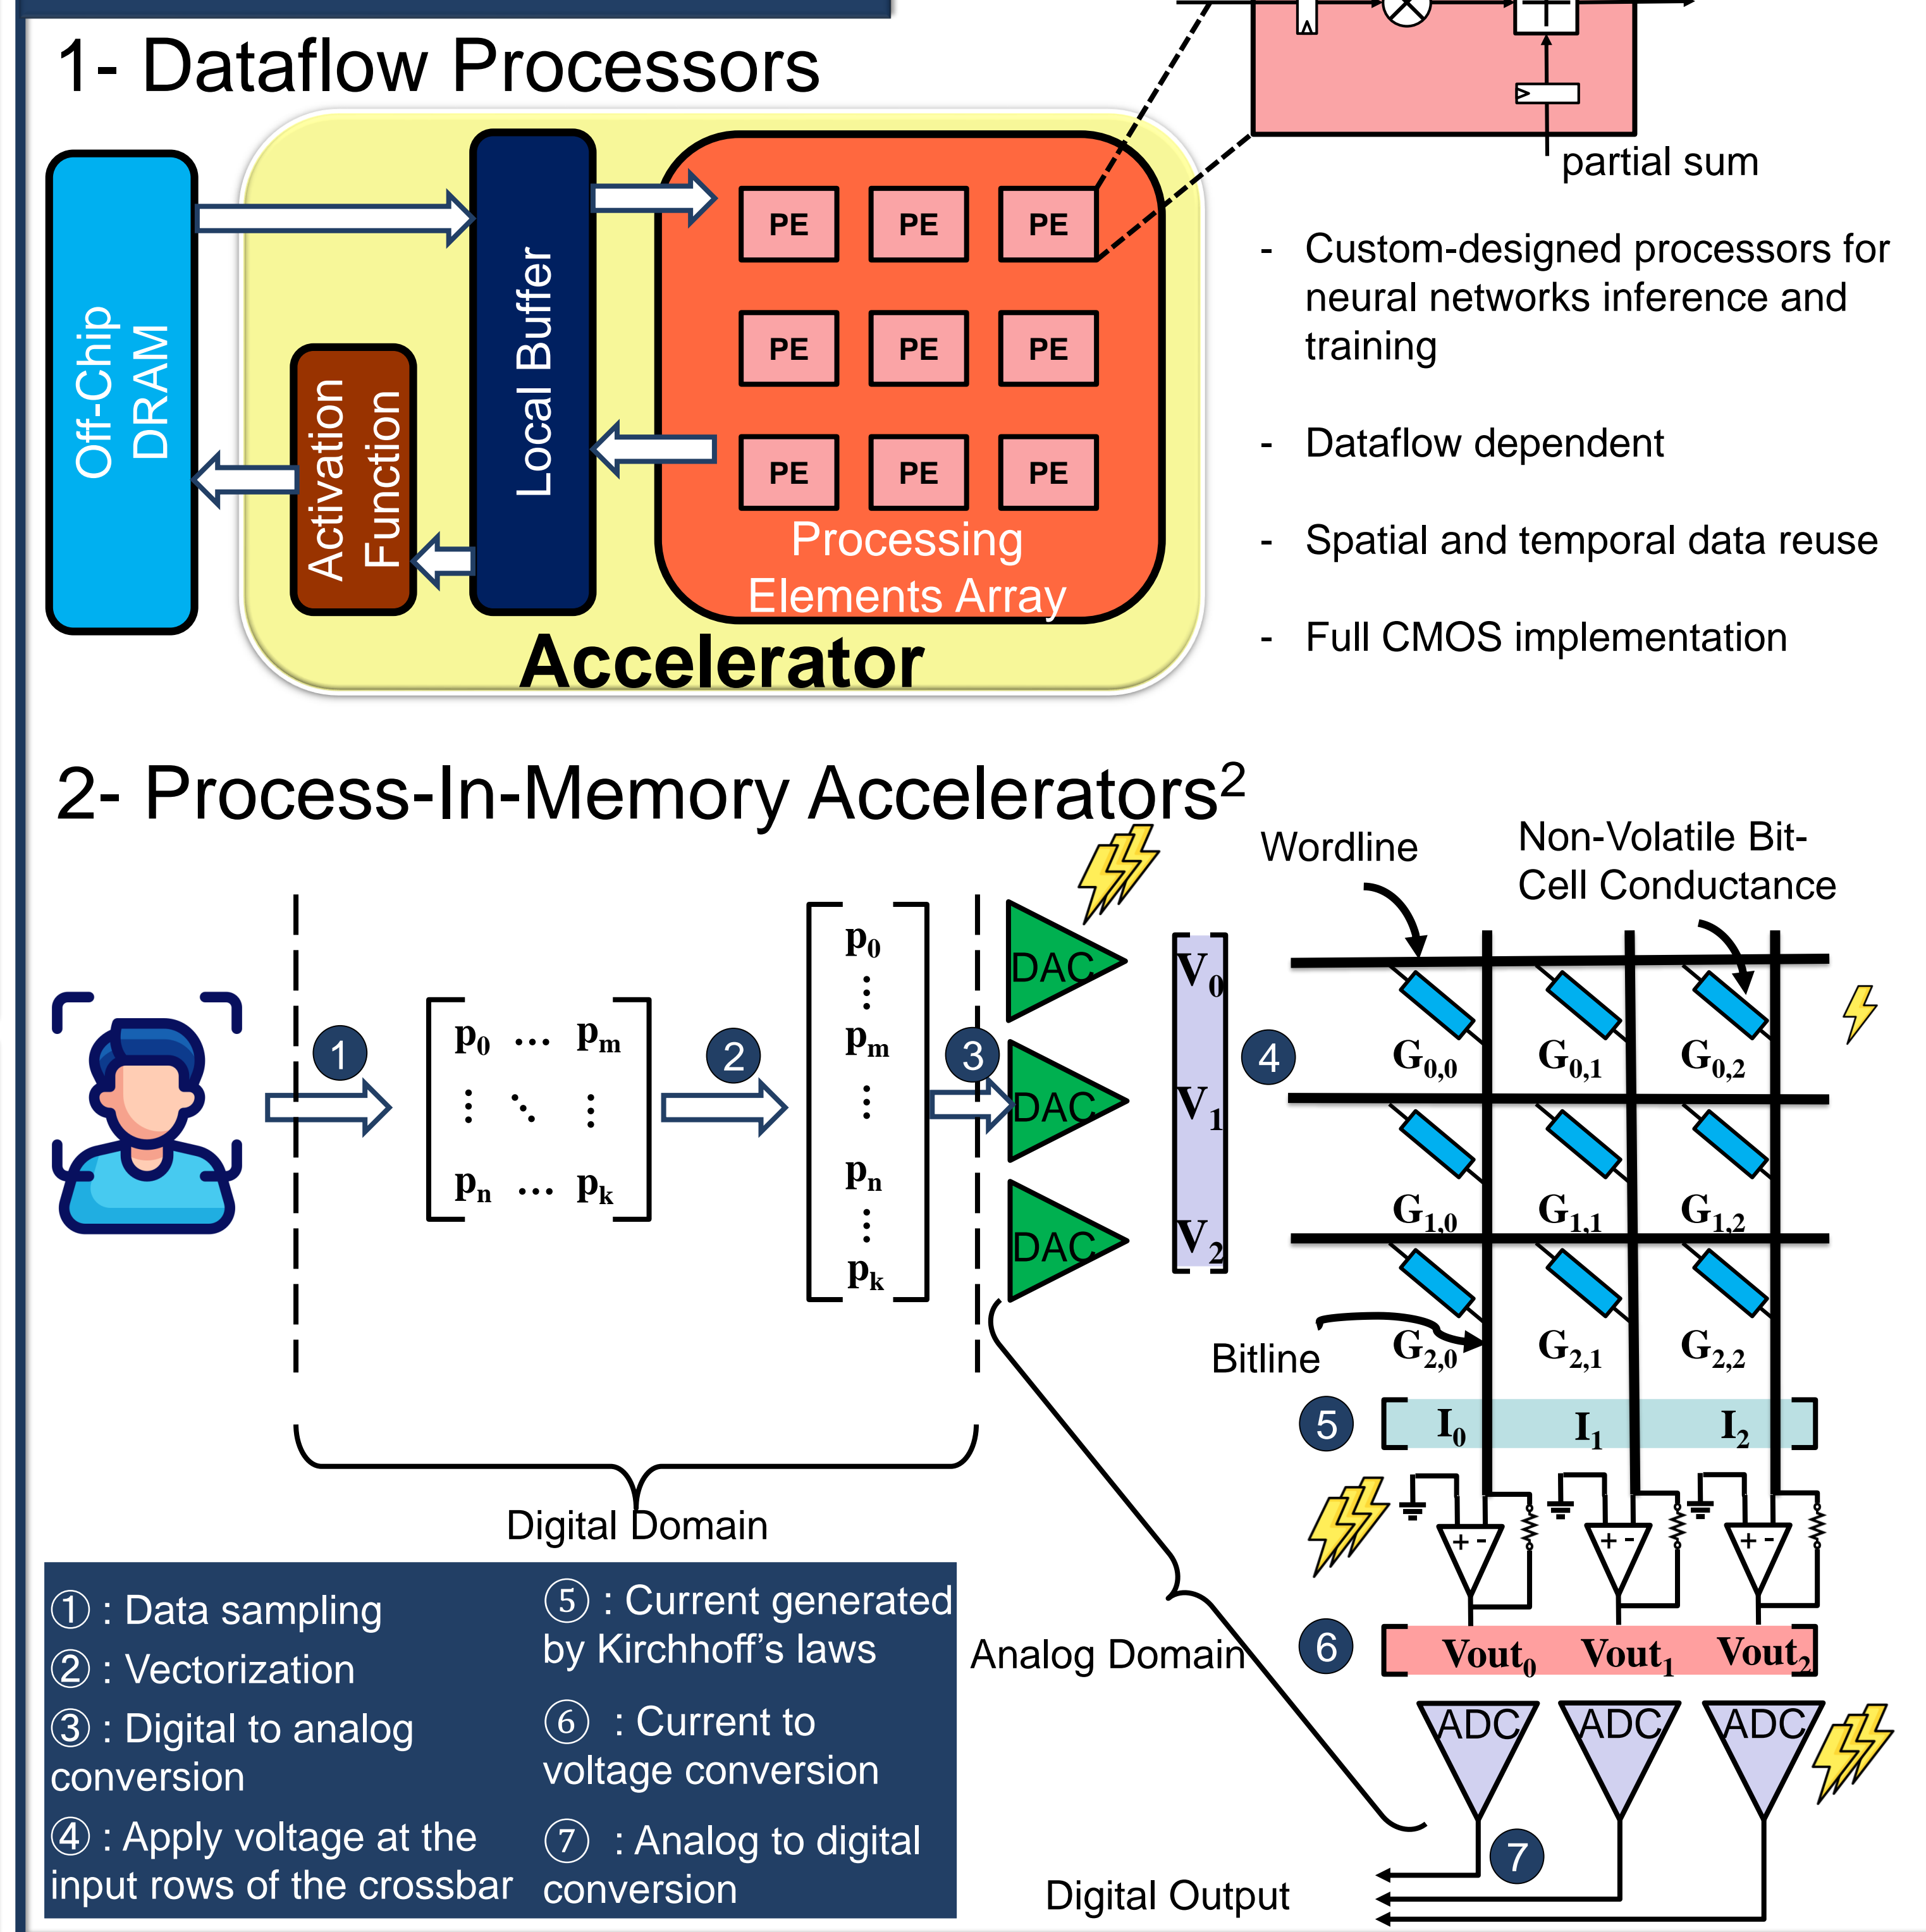 1- Dataflow Processors
partial sum
Off-Chip
DRAM
Activation
Function
Local Buffer
PE PE PE
PE PE PE
PE PE PE
Processing
Elements Array
Accelerator
- Custom-designed processors for
neural networks inference and
training
- Dataflow dependent
- Spatial and temporal data reuse
- Full CMOS implementation
2- Process-In-Memory Accelerators²
Wordline
Non-Volatile Bit-
Cell Conductance
1
p₀ … pₘ
⋮ ⋱ ⋮
pₙ … pₖ
2
p₀
⋮
pₘ
⋮
pₙ
⋮
pₖ
3
DAC
DAC
DAC
V₀
V₁
V₂
4
G₀,₀ G₀,₁ G₀,₂
G₁,₀ G₁,₁ G₁,₂
G₂,₀ G₂,₁ G₂,₂
Bitline
5
I₀ I₁ I₂
+ - + - + -
Digital Domain
Analog Domain
6
Vout₀ Vout₁ Vout₂
ADC ADC ADC
7
Digital Output
① : Data sampling
② : Vectorization
③ : Digital to analog
conversion
④ : Apply voltage at the
input rows of the crossbar
⑤ : Current generated
by Kirchhoff’s laws
⑥ : Current to
voltage conversion
⑦ : Analog to digital
conversion